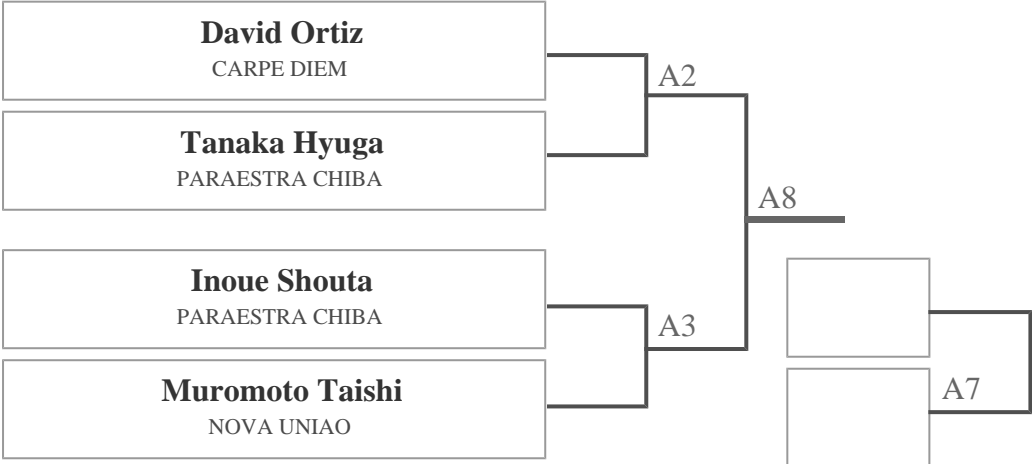 David Ortiz
CARPE DIEM
A2
Tanaka Hyuga
PARAESTRA CHIBA
A8
Inoue Shouta
PARAESTRA CHIBA
A3
Muromoto Taishi
NOVA UNIAO
A7